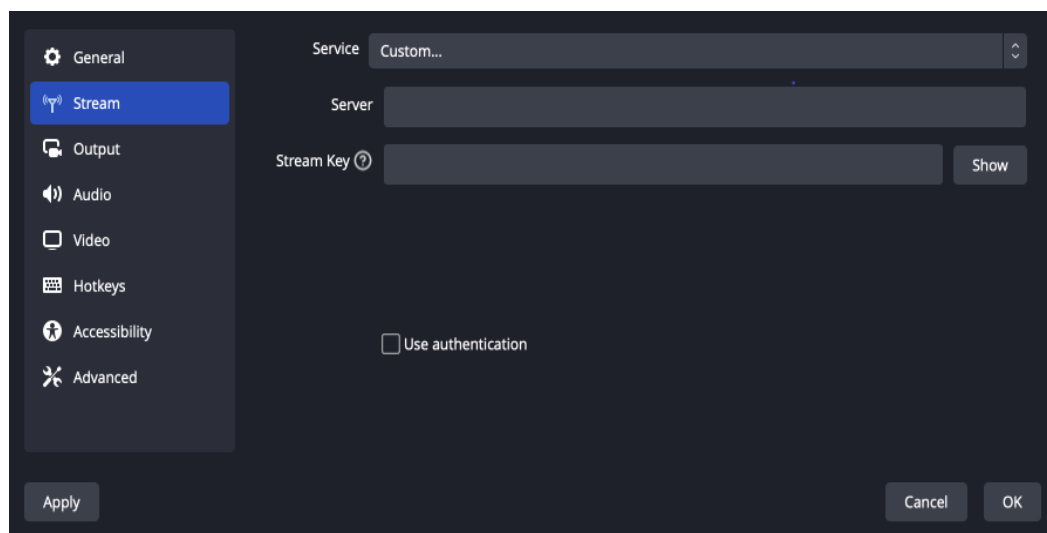 General
Stream
Output
Audio
Video
Hotkeys
Accessibility
Advanced
Service Custom...
Server
Stream Key ? Show
Use authentication
Apply Cancel OK